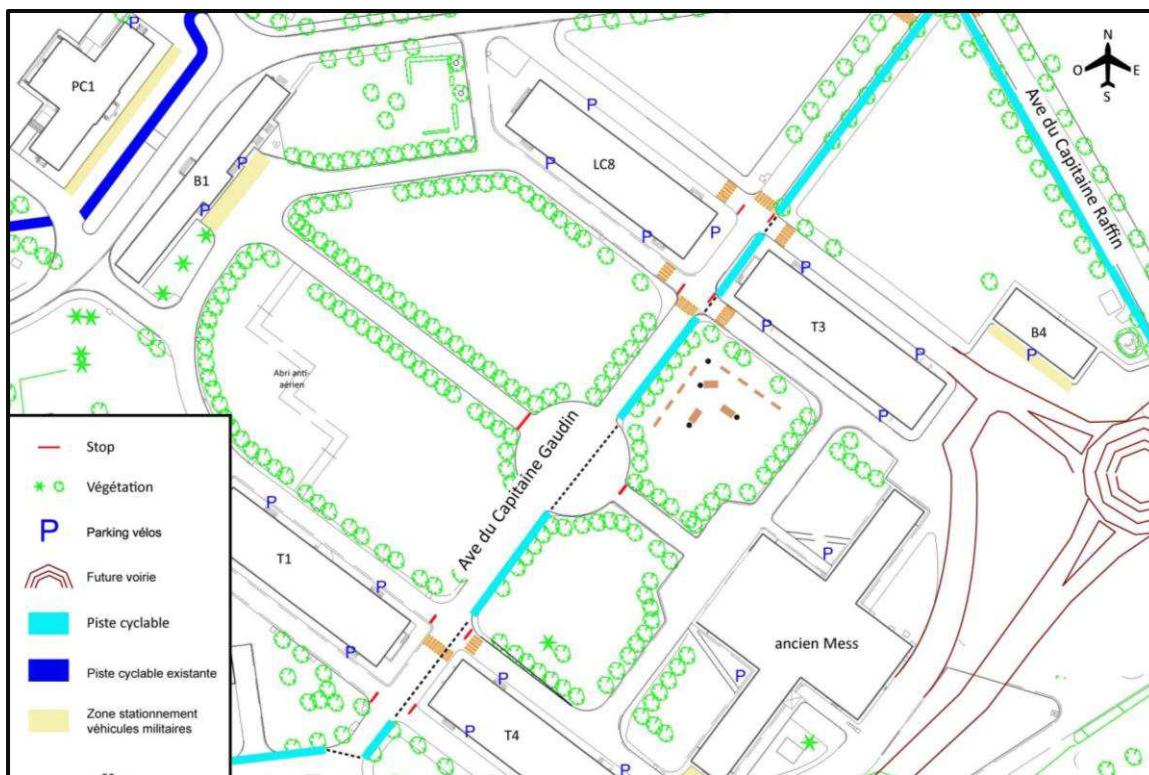 P
PC1
P
B1
P
P
P
LC8
P
P
P
N
O
E
S
Ave du Capitaine Raffin
P
T3
P
P
P
B4
P
Abri anti-
aérien
Ave du Capitaine Gaudin
P
T1
P
P
P
T4
P
P
P
ancien Mess
P
Stop
Végétation
P
Parking vélos
Future voirie
Piste cyclable
Piste cyclable existante
Zone stationnement
véhicules militaires